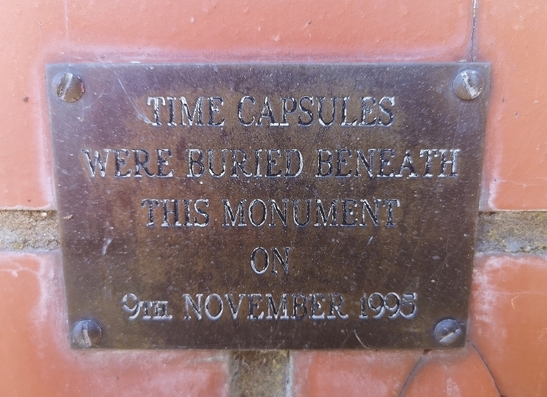 TIME CAPSULES
WERE BURIED BENEATH
THIS MONUMENT
ON
9TH. NOVEMBER 1995